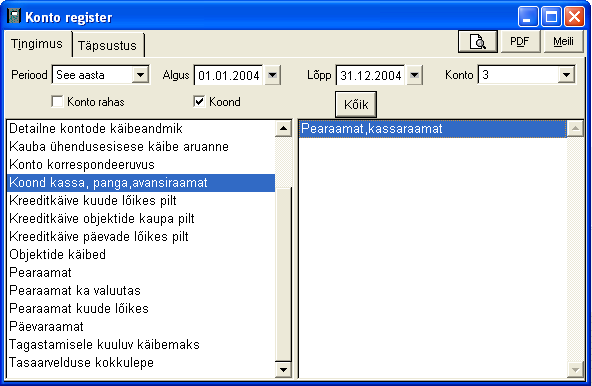 Konto register
Tingimus Täpsustus PDF Meili
Periood See aasta Algus 01.01.2004 Lõpp 31.12.2004 Konto 3
Konto rahas Koond Kõik
Detailne kontode käibeandmik
Kauba ühendusesisese käibe aruanne
Konto korrespondeeruvus
Koond kassa, panga,avansiraamat
Kreeditkäive kuude lõikes pilt
Kreeditkäive objektide kaupa pilt
Kreeditkäive päevade lõikes pilt
Objektide käibed
Pearaamat
Pearaamat ka valuutas
Pearaamat kuude lõikes
Päevaraamat
Tagastamisele kuuluv käibemaks
Tasaarvelduse kokkulepe
Pearaamat,kassaraamat